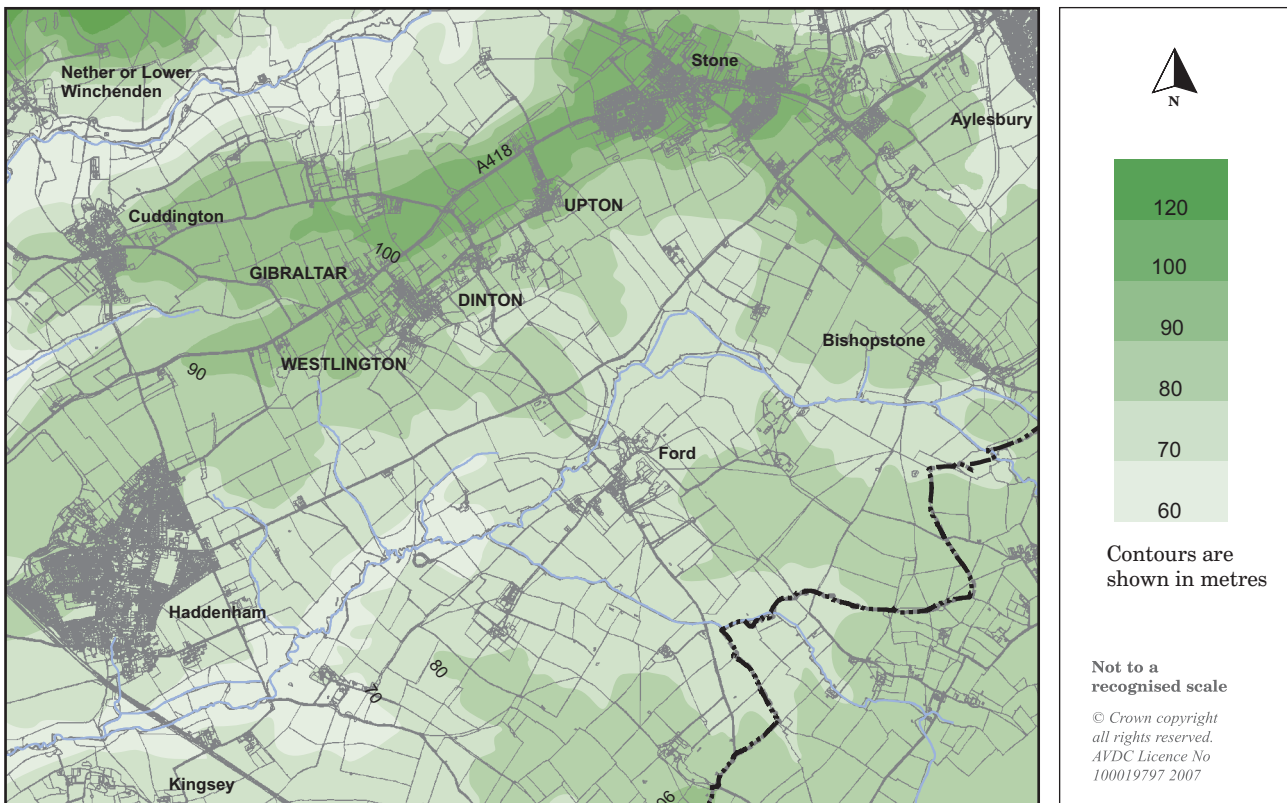 Nether or Lower
Winchenden
Stone
Aylesbury
A418
UPTON
Cuddington
100
GIBRALTAR
DINTON
WESTLINGTON
90
Bishopstone
Ford
Haddenham
80
70
Kingsey
N
120
100
90
80
70
60
Contours are
shown in metres
Not to a
recognised scale
© Crown copyright
all rights reserved.
AVDC Licence No
100019797 2007